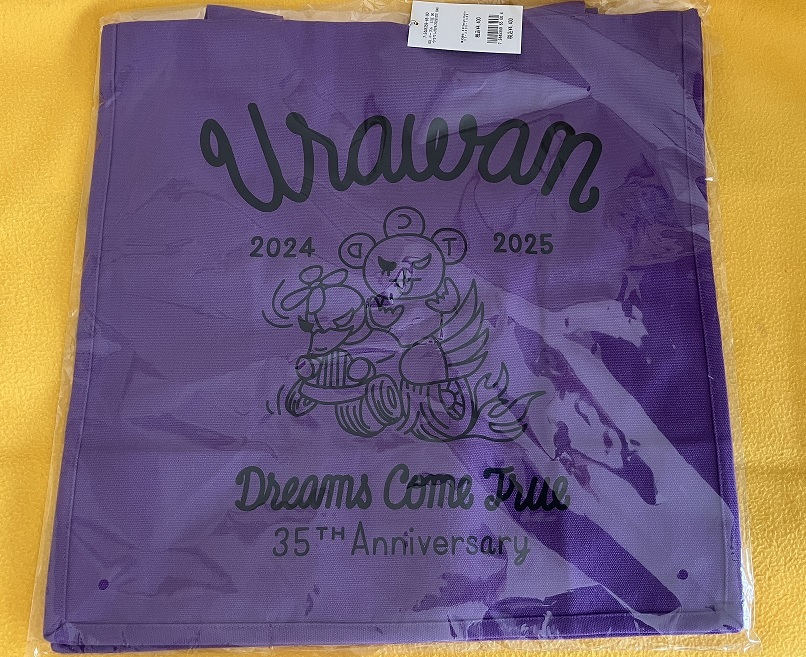 Urawan
2024
2025
D C T
Dreams Come True
35TH Anniversary